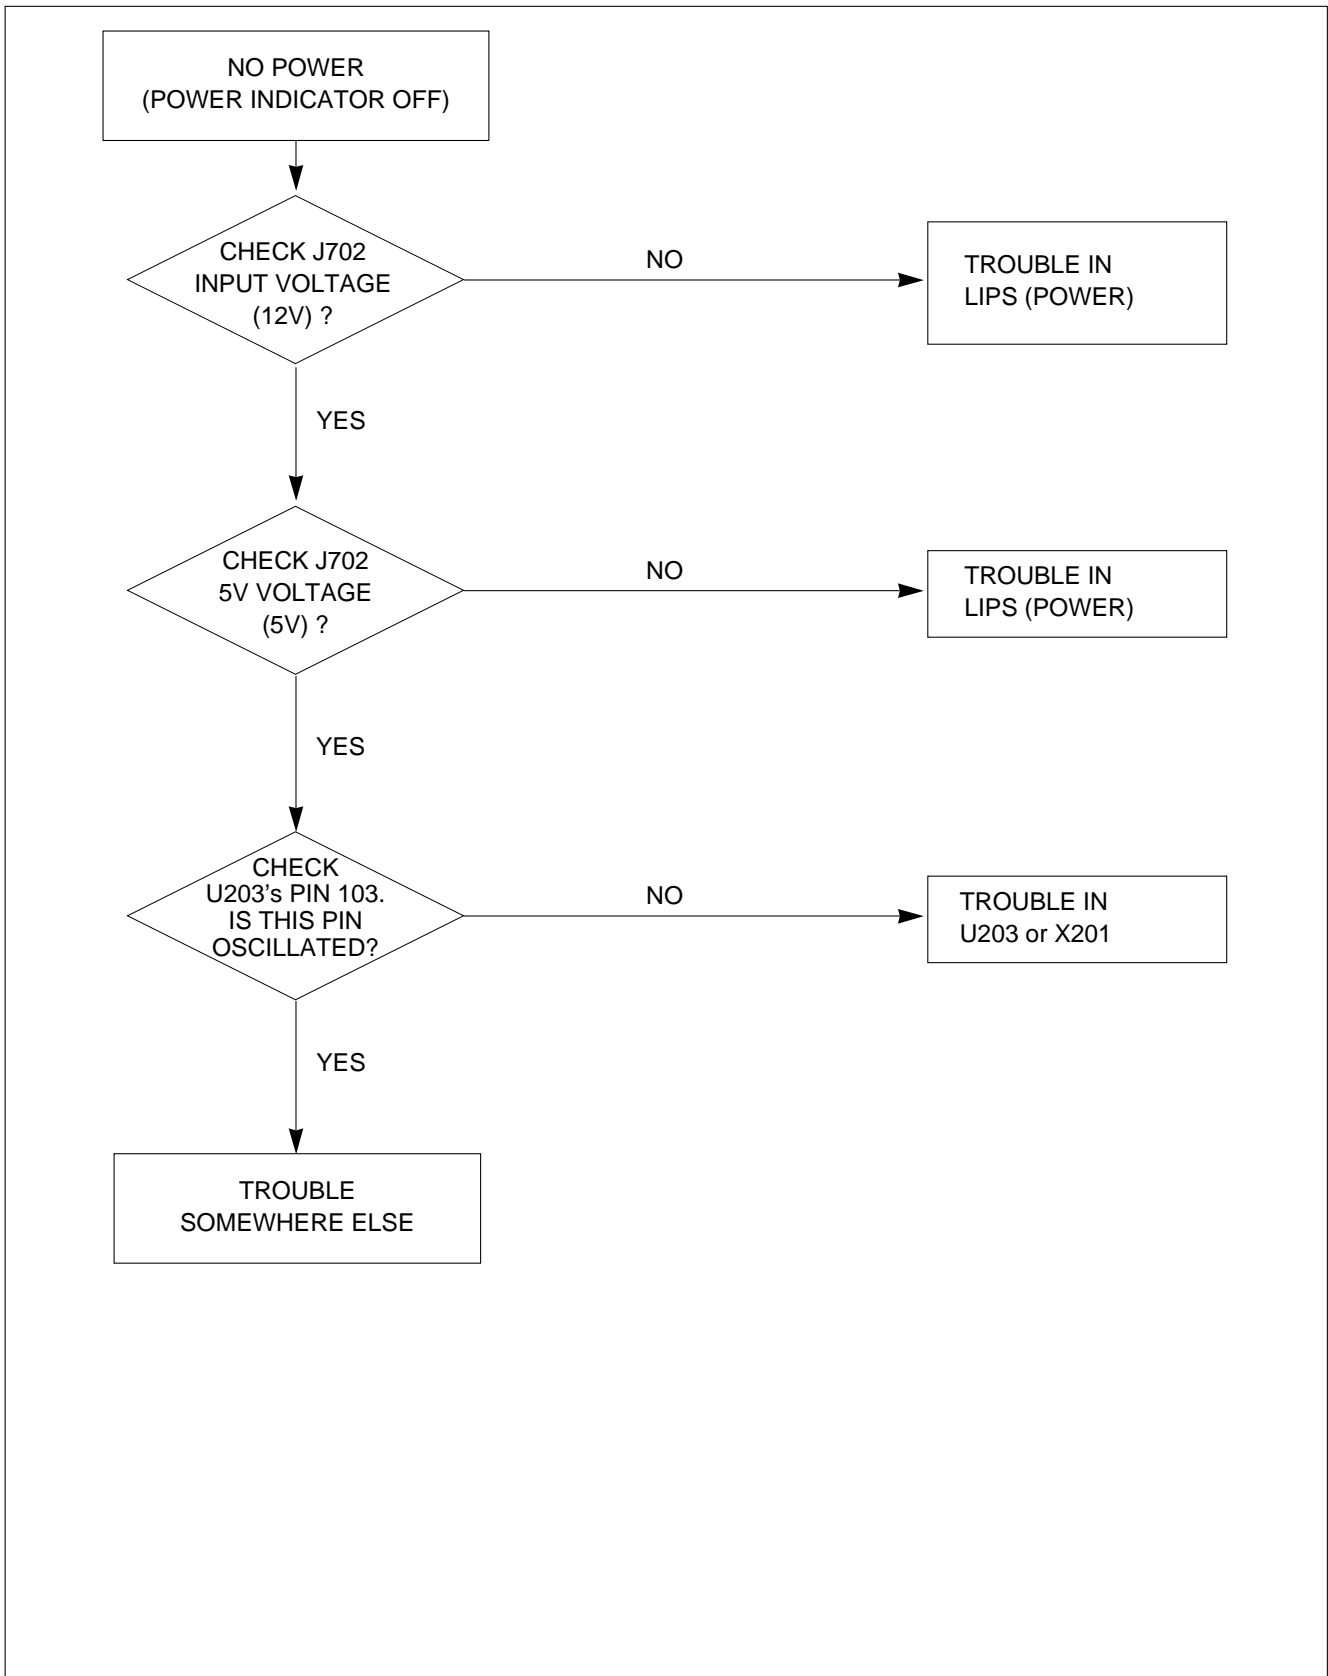 NO POWER
(POWER INDICATOR OFF)
CHECK J702
INPUT VOLTAGE
(12V) ?
NO
TROUBLE IN
LIPS (POWER)
YES
CHECK J702
5V VOLTAGE
(5V) ?
NO
TROUBLE IN
LIPS (POWER)
YES
CHECK
U203's PIN 103.
IS THIS PIN
OSCILLATED?
NO
TROUBLE IN
U203 or X201
YES
TROUBLE
SOMEWHERE ELSE